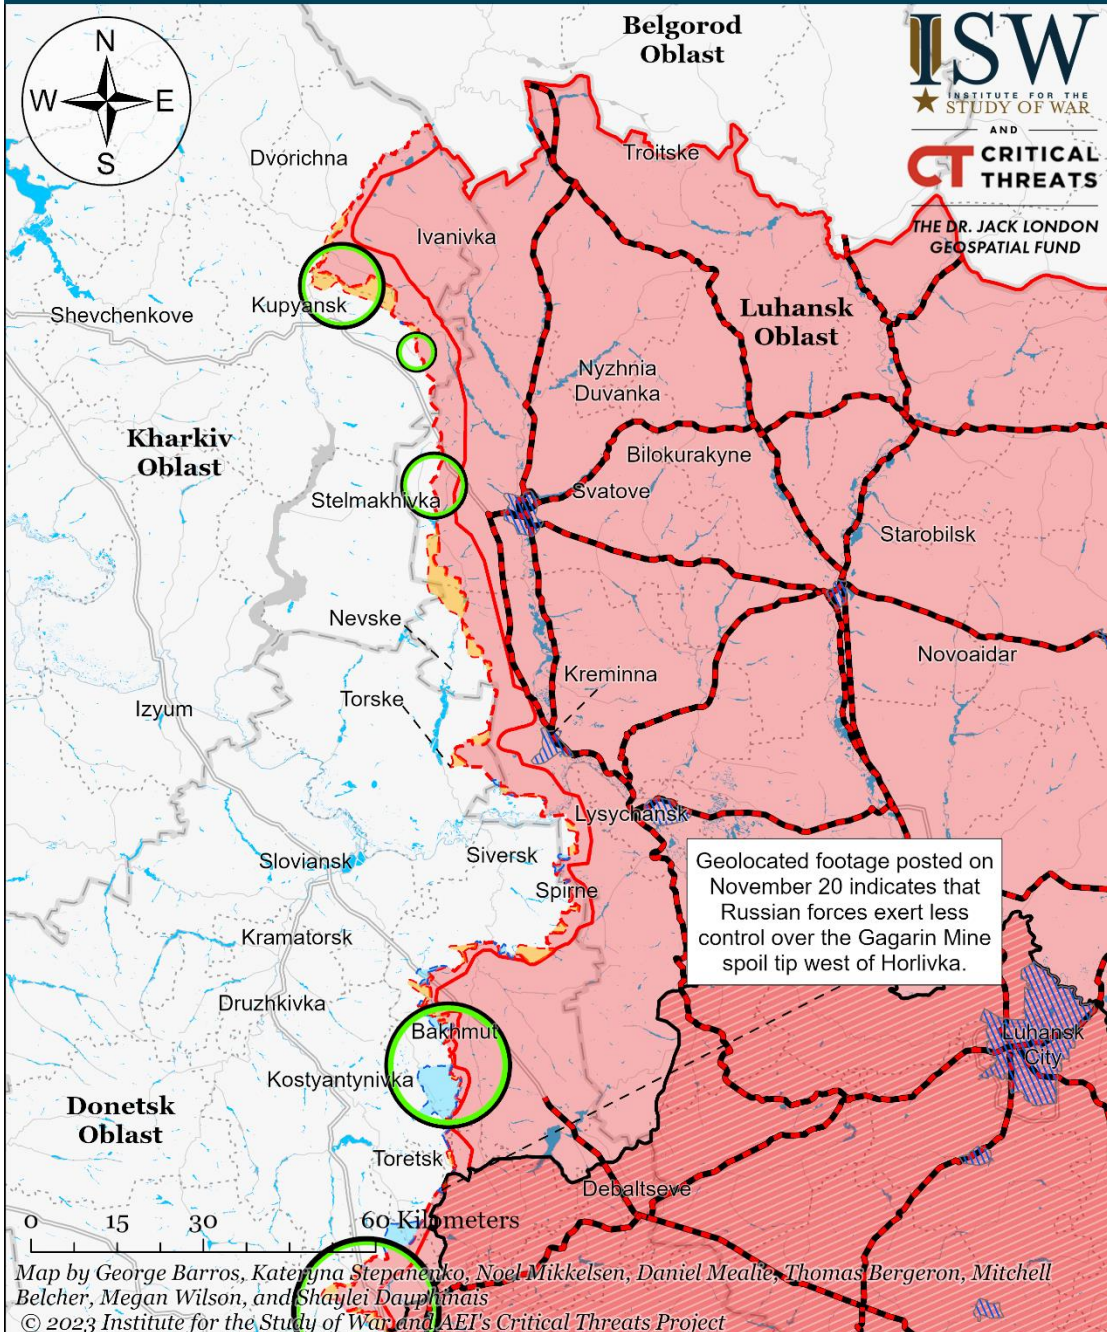 Belgorod
Oblast
N
W
E
S
ISW
INSTITUTE FOR THE
STUDY OF WAR
AND
CT CRITICAL
THREATS
THE DR. JACK LONDON
GEOSPATIAL FUND
Dvorichna
Troitske
Ivanivka
Shevchenkove
Kupyansk
Luhansk
Oblast
Nyzhnia
Duvanka
Kharkiv
Oblast
Bilokurakyne
Stelmakhivka
Svatove
Starobilsk
Nevske
Novoaidar
Kreminna
Torske
Izyum
Lysychansk
Sloviansk
Siversk
Spirne
Geolocated footage posted on
November 20 indicates that
Russian forces exert less
control over the Gagarin Mine
spoil tip west of Horlivka.
Kramatorsk
Druzhkivka
Bakhmut
Luhansk
City
Kostyantynivka
Donetsk
Oblast
Toretsk
Debaltseve
0 15 30 60 Kilometers
Map by George Barros, Kateryna Stepanenko, Noel Mikkelsen, Daniel Mealie, Thomas Bergeron, Mitchell
Belcher, Megan Wilson, and Shaylei Dauphinais
© 2023 Institute for the Study of War and AEI's Critical Threats Project